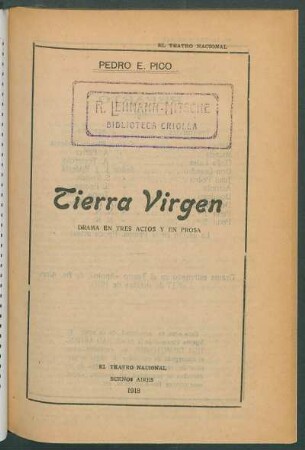 EL TEATRO NACIONAL
PEDRO E. PICO
R. LEHMANN-NITSCHE
BIBLIOTECA CRIOLLA
Tierra Virgen
DRAMA EN TRES ACTOS Y EN PROSA
EL TEATRO NACIONAL
BUENOS AIRES
1918